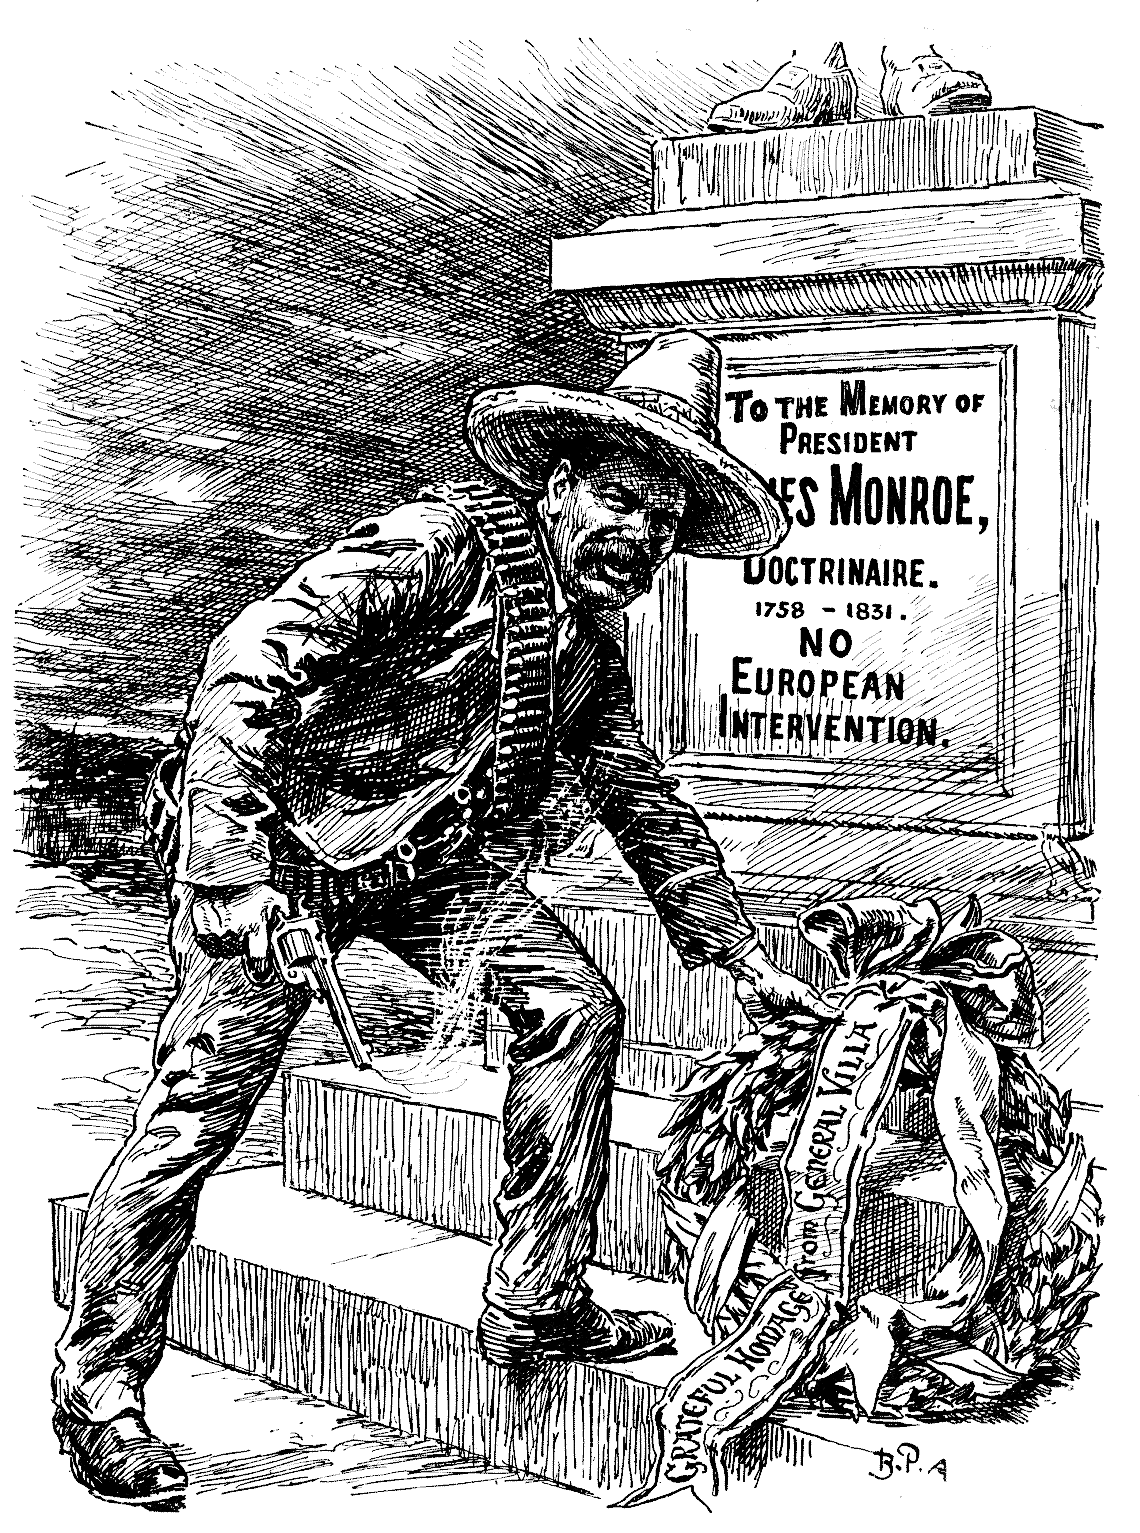 TO THE MEMORY OF
PRESIDENT
MES MONROE,
DOCTRINAIRE.
1758 - 1831.
NO
EUROPEAN
INTERVENTION.
GRATEFUL HOMAGE from GENERAL VILLA
B.P.A